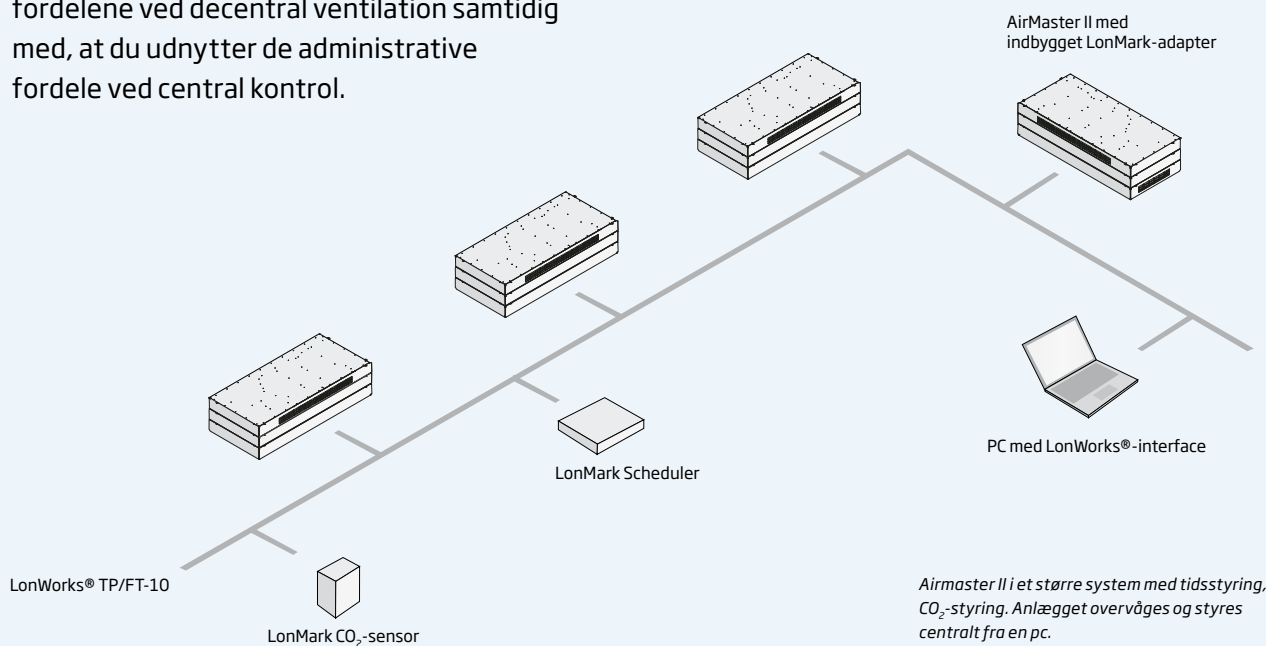 fordelene ved decentral ventilation samtidig
med, at du udnytter de administrative
fordele ved central kontrol.
AirMaster II med
indbygget LonMark-adapter
PC med LonWorks®-interface
LonMark Scheduler
LonWorks® TP/FT-10
LonMark CO₂-sensor
Airmaster II i et større system med tidsstyring,
CO₂-styring. Anlægget overvåges og styres
centralt fra en pc.